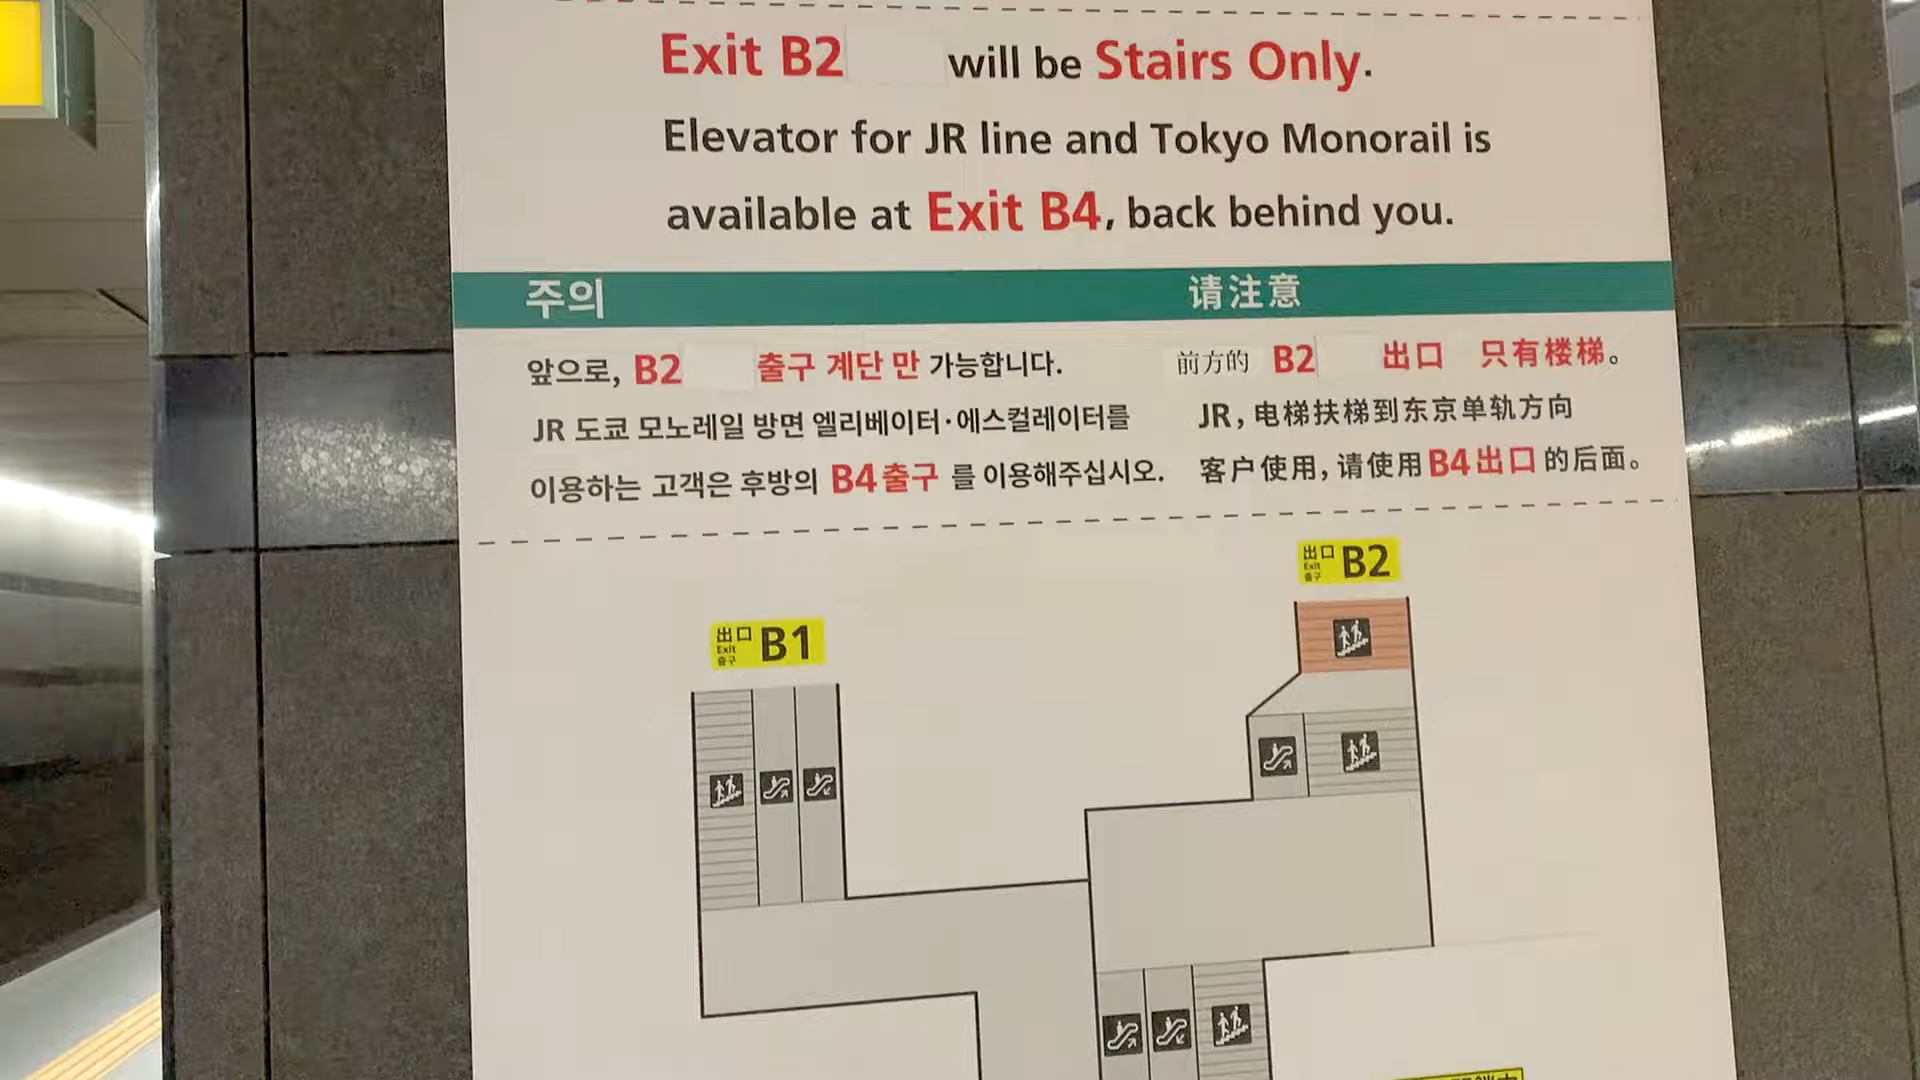 Exit B2 will be Stairs Only.
Elevator for JR line and Tokyo Monorail is
available at Exit B4, back behind you.
주의
앞으로, B2 출구 계단 만 가능합니다.
JR 도쿄 모노레일 방면 엘리베이터·에스컬레이터를
이용하는 고객은 후방의 B4 출구 를 이용해주십시오.
请注意
前方的 B2 出口 只有楼梯。
JR, 电梯扶梯到东京单轨方向
客户使用, 请使用 B4 出口 的后面。
出口 Exit 출구 B2
出口 Exit 출구 B1